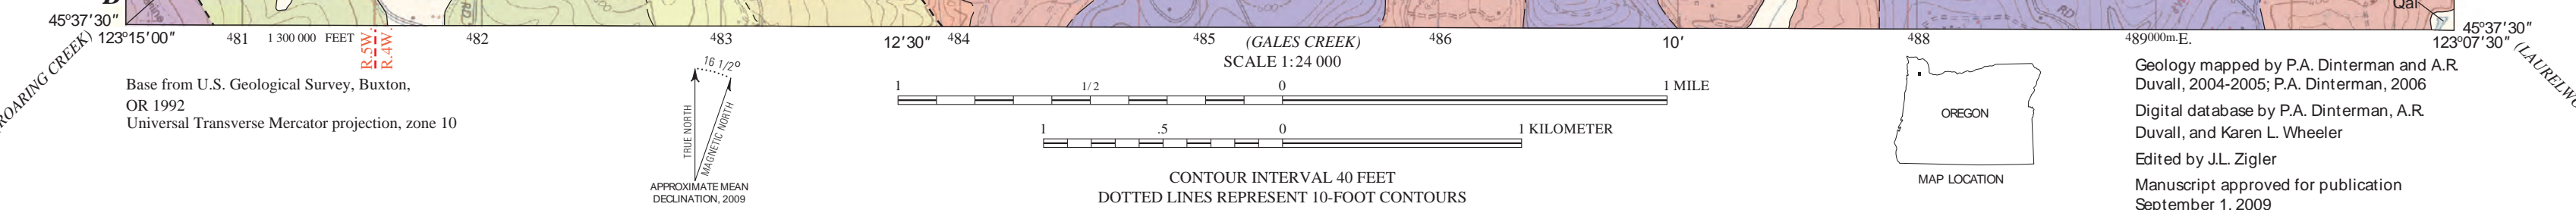 B
Qal
45°37'30"
45°37'30"
123°15'00"
481
1 300 000 FEET
R.5W.
R.4W.
482
483
12'30"
484
485
(GALES CREEK)
486
10'
488
489000m.E.
123°07'30"
RD
RD
ROARING CREEK)
SCALE 1:24 000
Base from U.S. Geological Survey, Buxton,
OR 1992
Universal Transverse Mercator projection, zone 10
16 1/2°
TRUE NORTH
MAGNETIC NORTH
APPROXIMATE MEAN
DECLINATION, 2009
1 1/2 0 1 MILE
1 .5 0 1 KILOMETER
CONTOUR INTERVAL 40 FEET
DOTTED LINES REPRESENT 10-FOOT CONTOURS
OREGON
MAP LOCATION
Geology mapped by P.A. Dinterman and A.R.
Duvall, 2004-2005; P.A. Dinterman, 2006
Digital database by P.A. Dinterman, A.R.
Duvall, and Karen L. Wheeler
Edited by J.L. Zigler
Manuscript approved for publication
September 1, 2009
(LAURELWO